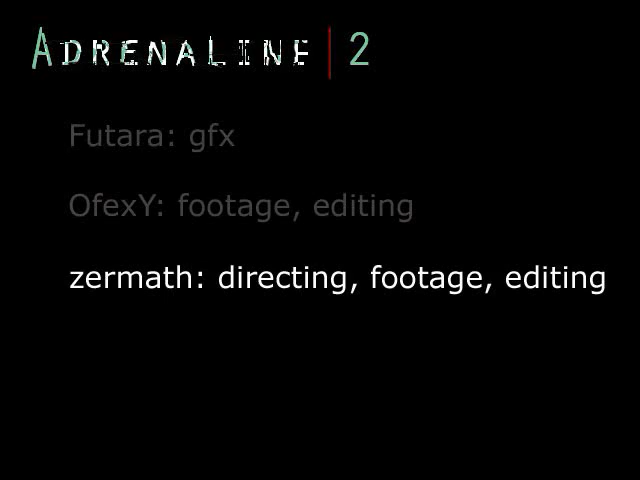 ADRENALINE | 2
Futara: gfx
OfexY: footage, editing
zermath: directing, footage, editing